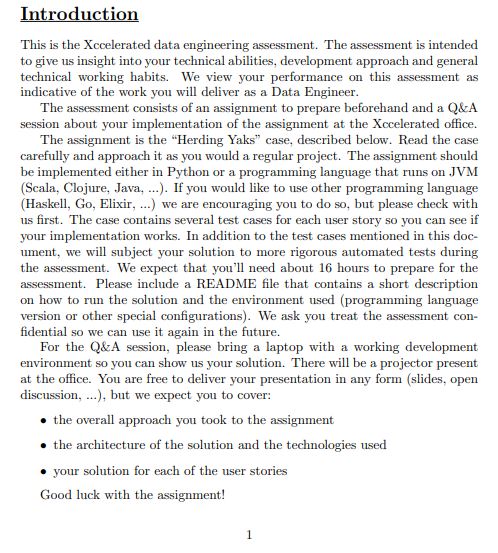 Introduction
This is the Xccelerated data engineering assessment. The assessment is intended
to give us insight into your technical abilities, development approach and general
technical working habits. We view your performance on this assessment as
indicative of the work you will deliver as a Data Engineer.
The assessment consists of an assignment to prepare beforehand and a Q&A
session about your implementation of the assignment at the Xccelerated office.
The assignment is the “Herding Yaks” case, described below. Read the case
carefully and approach it as you would a regular project. The assignment should
be implemented either in Python or a programming language that runs on JVM
(Scala, Clojure, Java, ...). If you would like to use other programming language
(Haskell, Go, Elixir, ...) we are encouraging you to do so, but please check with
us first. The case contains several test cases for each user story so you can see if
your implementation works. In addition to the test cases mentioned in this doc-
ument, we will subject your solution to more rigorous automated tests during
the assessment. We expect that you’ll need about 16 hours to prepare for the
assessment. Please include a README file that contains a short description
on how to run the solution and the environment used (programming language
version or other special configurations). We ask you treat the assessment con-
fidential so we can use it again in the future.
For the Q&A session, please bring a laptop with a working development
environment so you can show us your solution. There will be a projector present
at the office. You are free to deliver your presentation in any form (slides, open
discussion, ...), but we expect you to cover:
• the overall approach you took to the assignment
• the architecture of the solution and the technologies used
• your solution for each of the user stories
Good luck with the assignment!
1